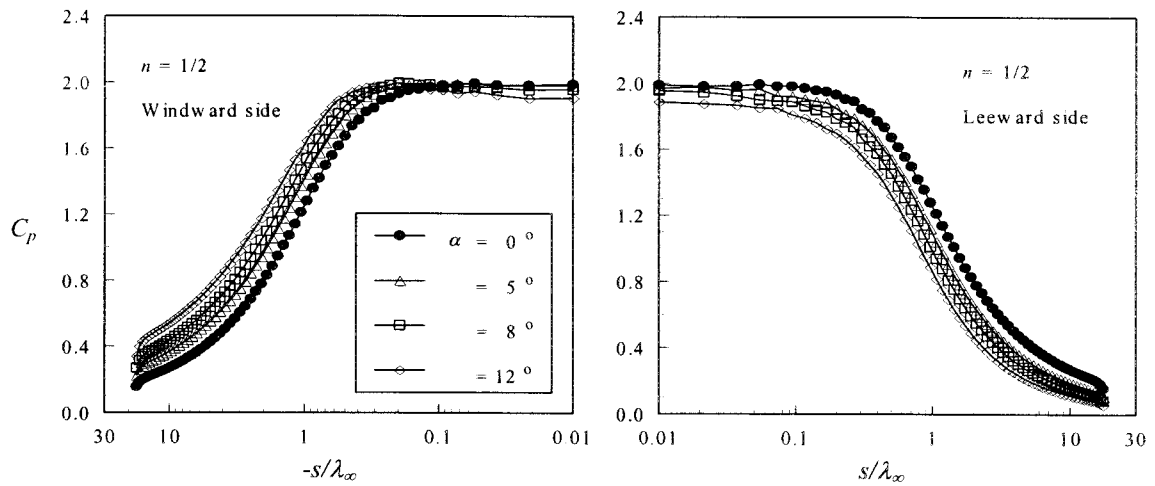 2.4
2.0
1.6
1.2
0.8
0.4
0.0
C_p
n = 1/2
Windward side
α = 0 °
= 5 °
= 8 °
= 12 °
30 10 1 0.1 0.01
-s/λ∞
2.4
2.0
1.6
1.2
0.8
0.4
0.0
n = 1/2
Leeward side
0.01 0.1 1 10 30
s/λ∞